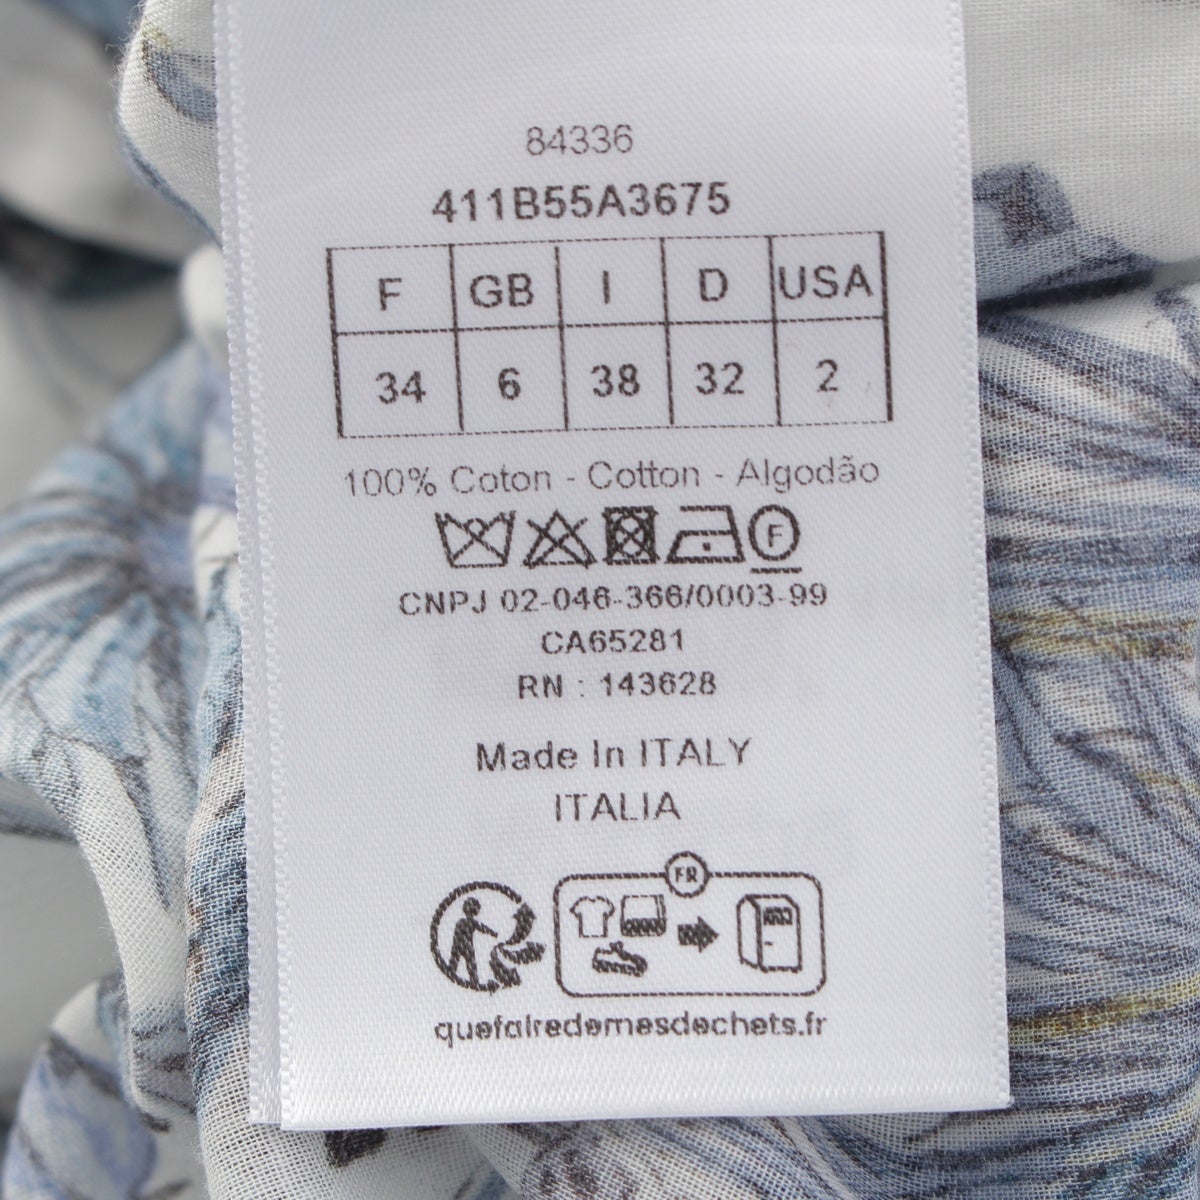 84336
411B55A3675
F GB I D USA
34 6 38 32 2
100% Coton - Cotton - Algodão
F
CNPJ 02-046-366/0003-99
CA65281
RN : 143628
Made In ITALY
ITALIA
FR
quefairedemesdechets.fr